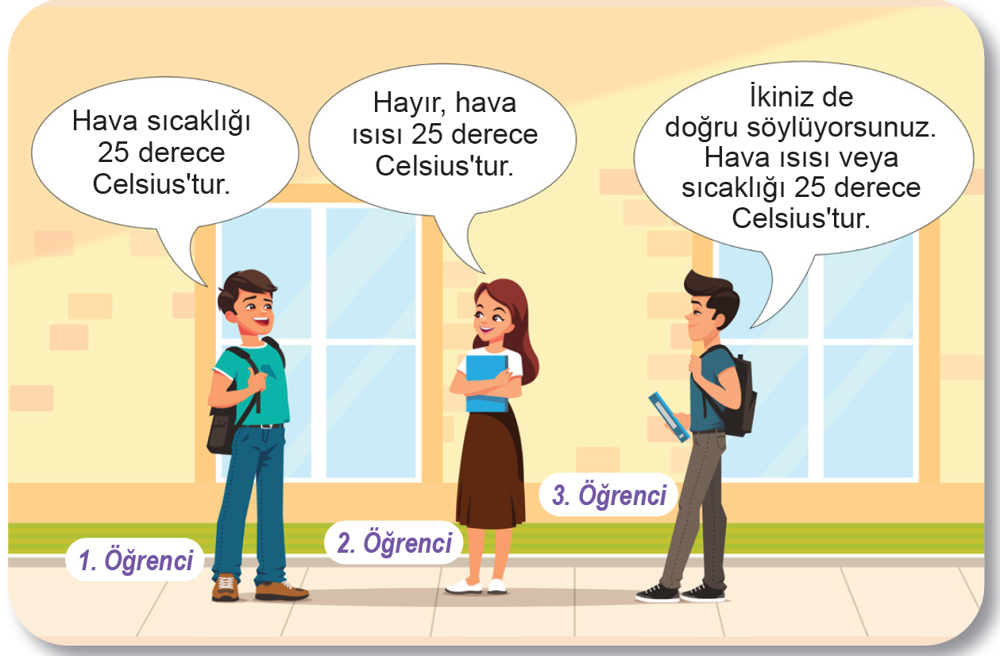 Hava sıcaklığı
25 derece
Celsius'tur.
Hayır, hava
ısısı 25 derece
Celsius'tur.
İkiniz de
doğru söylüyorsunuz.
Hava ısısı veya
sıcaklığı 25 derece
Celsius'tur.
1. Öğrenci
2. Öğrenci
3. Öğrenci